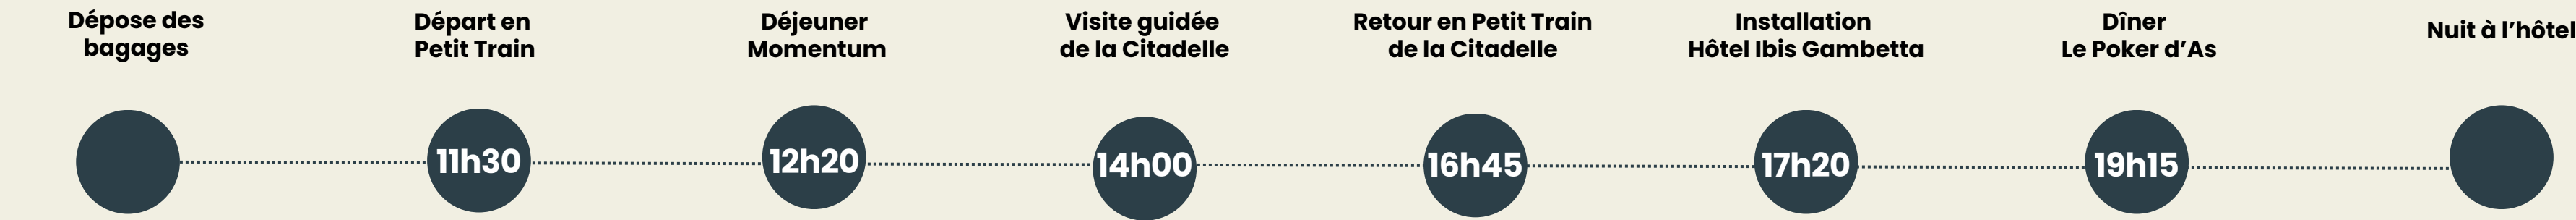 Dépose des
bagages
Départ en
Petit Train
Déjeuner
Momentum
Visite guidée
de la Citadelle
Retour en Petit Train
de la Citadelle
Installation
Hôtel Ibis Gambetta
Dîner
Le Poker d’As
Nuit à l’hôtel
11h30
12h20
14h00
16h45
17h20
19h15